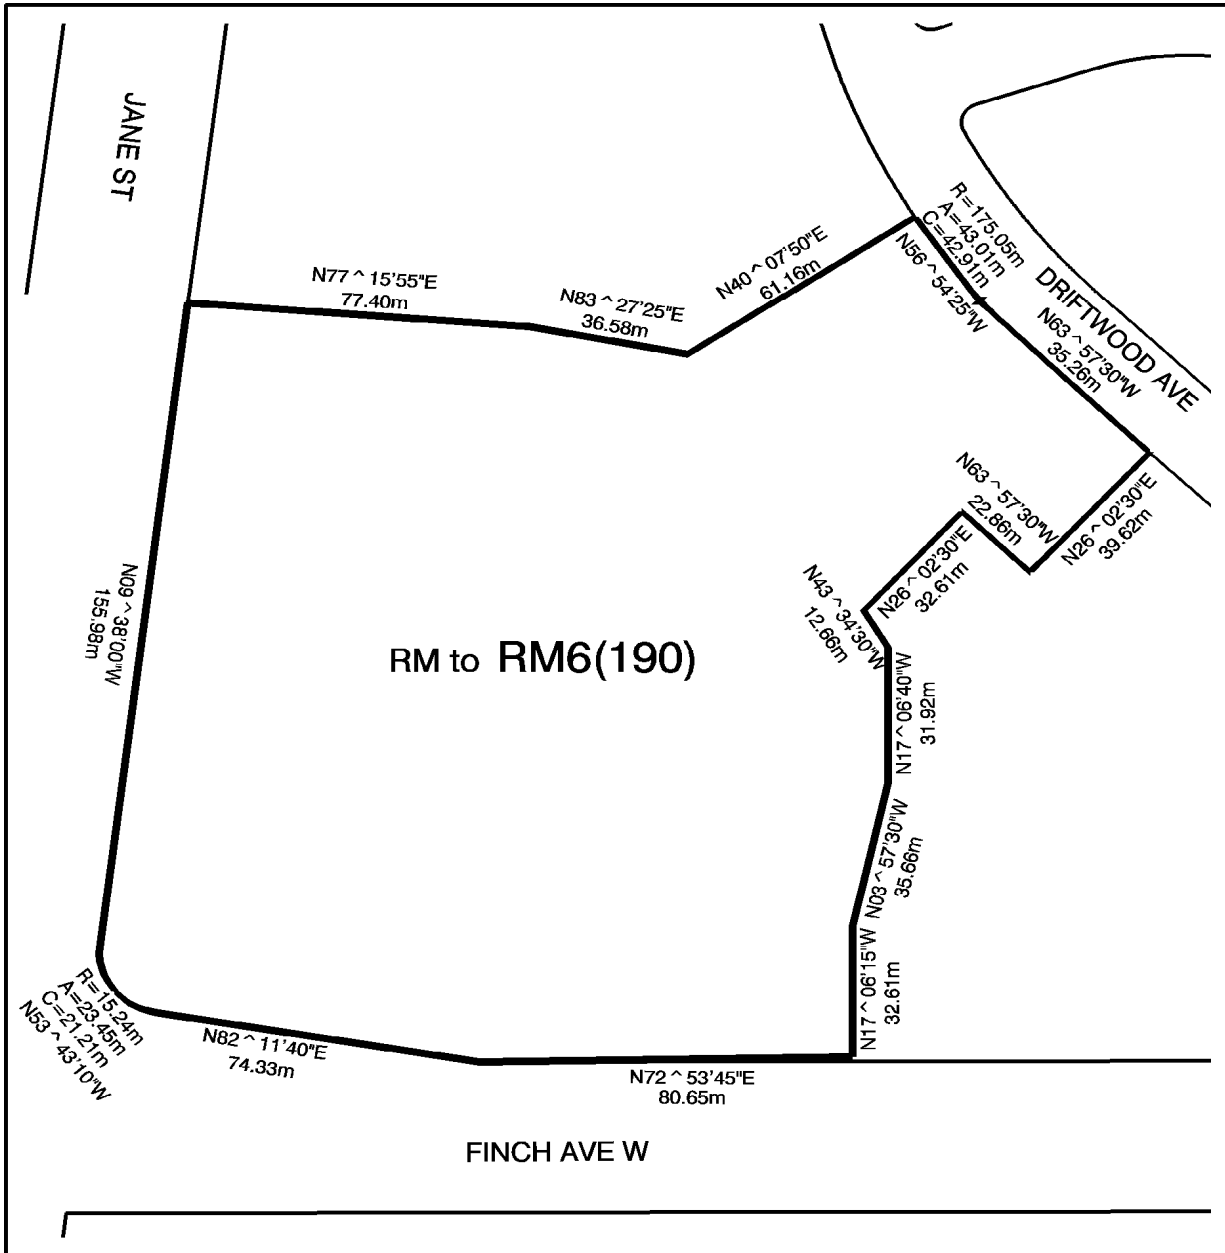 JANE ST
N77^15'55"E
77.40m
N83^27'25"E
36.58m
N40^07'50"E
61.16m
R=175.05m
A=43.01m
C=42.91m
N56^54'25"W
DRIFTWOOD AVE
N63^57'30"W
35.26m
N63^57'30"W
22.86m
N26^02'30"E
39.62m
N26^02'30"E
32.61m
N43^34'30"W
12.66m
N09^38'00"W
155.98m
RM to RM6(190)
N17^06'40"W
31.92m
N03^57'30"W
35.66m
N17^06'15"W
32.61m
R=15.24m
A=23.45m
C=21.21m
N53^43'10"W
N82^11'40"E
74.33m
N72^53'45"E
80.65m
FINCH AVE W